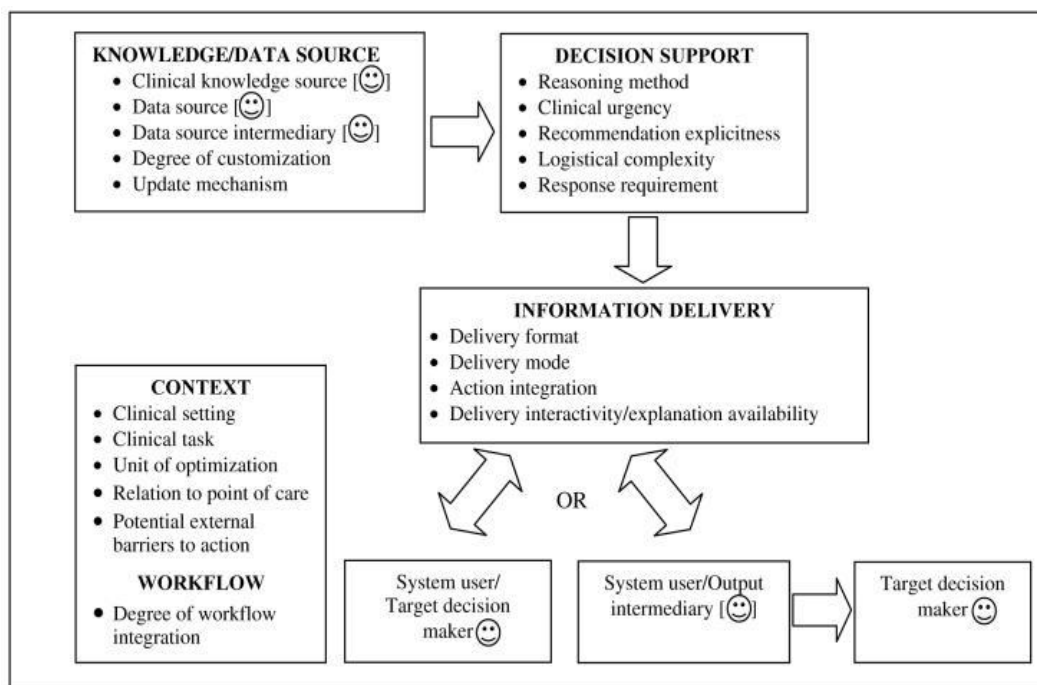 KNOWLEDGE/DATA SOURCE
• Clinical knowledge source [☺]
• Data source [☺]
• Data source intermediary [☺]
• Degree of customization
• Update mechanism
DECISION SUPPORT
• Reasoning method
• Clinical urgency
• Recommendation explicitness
• Logistical complexity
• Response requirement
INFORMATION DELIVERY
• Delivery format
• Delivery mode
• Action integration
• Delivery interactivity/explanation availability
CONTEXT
• Clinical setting
• Clinical task
• Unit of optimization
• Relation to point of care
• Potential external
barriers to action
WORKFLOW
• Degree of workflow
integration
OR
System user/
Target decision
maker ☺
System user/Output
intermediary [☺]
Target decision
maker ☺